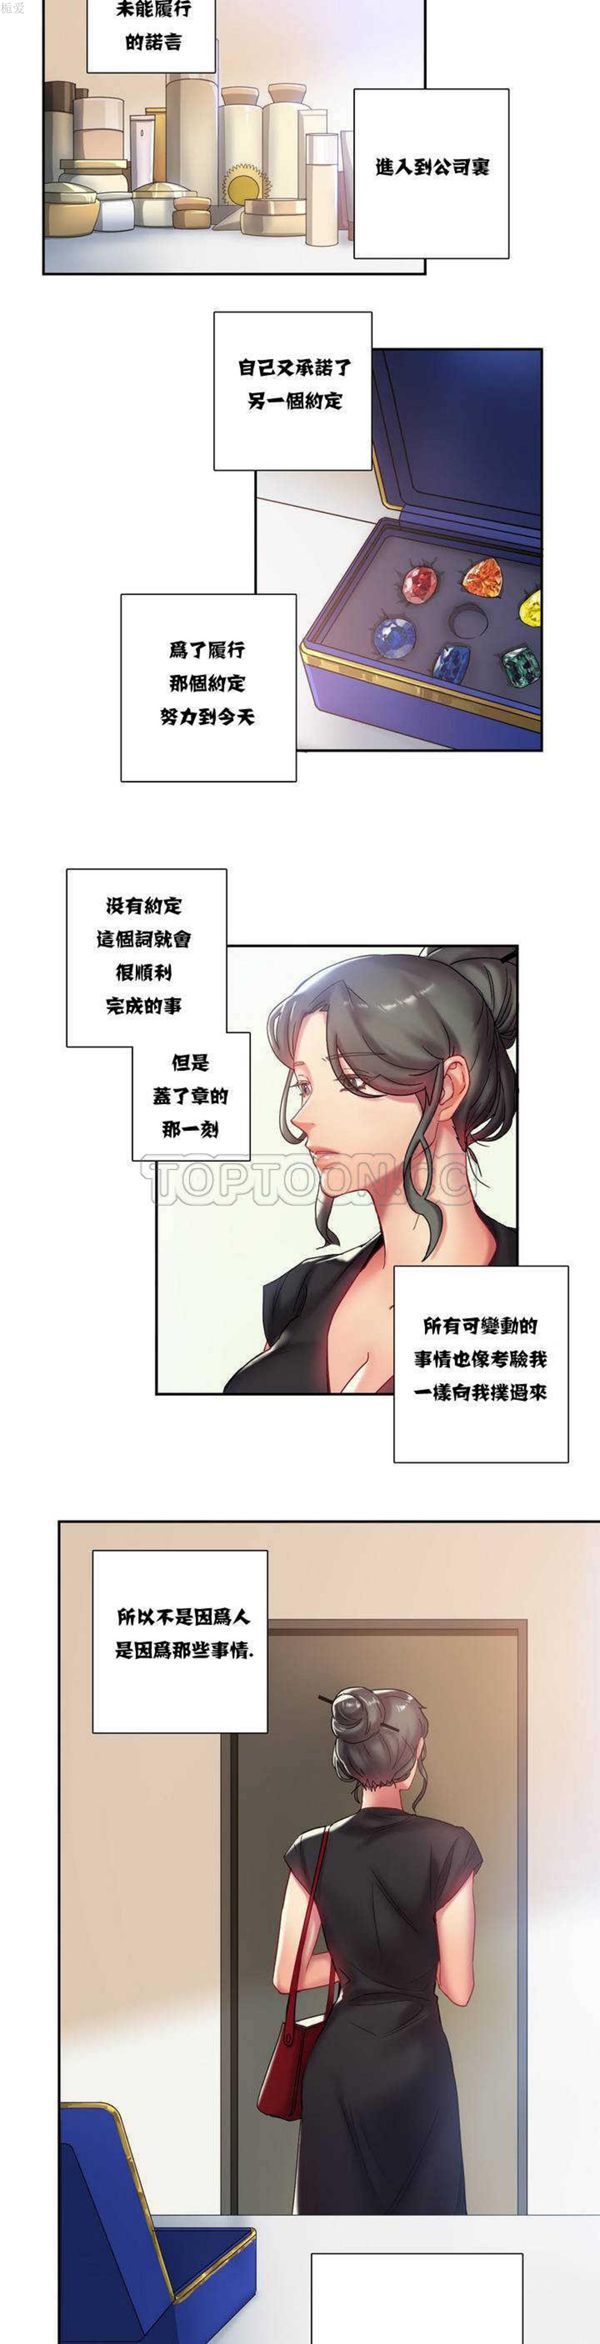 栀爱
未能履行
的諾言
進入到公司裏
自己又承諾了
另一個約定
爲了履行
那個約定
努力到今天
没有約定
這個詞就會
很順利
完成的事
但是
蓋了章的
那一刻
TOPTOON.CC
所有可變動的
事情也像考驗我
一樣向我撲過來
所以不是因爲人
是因爲那些事情.